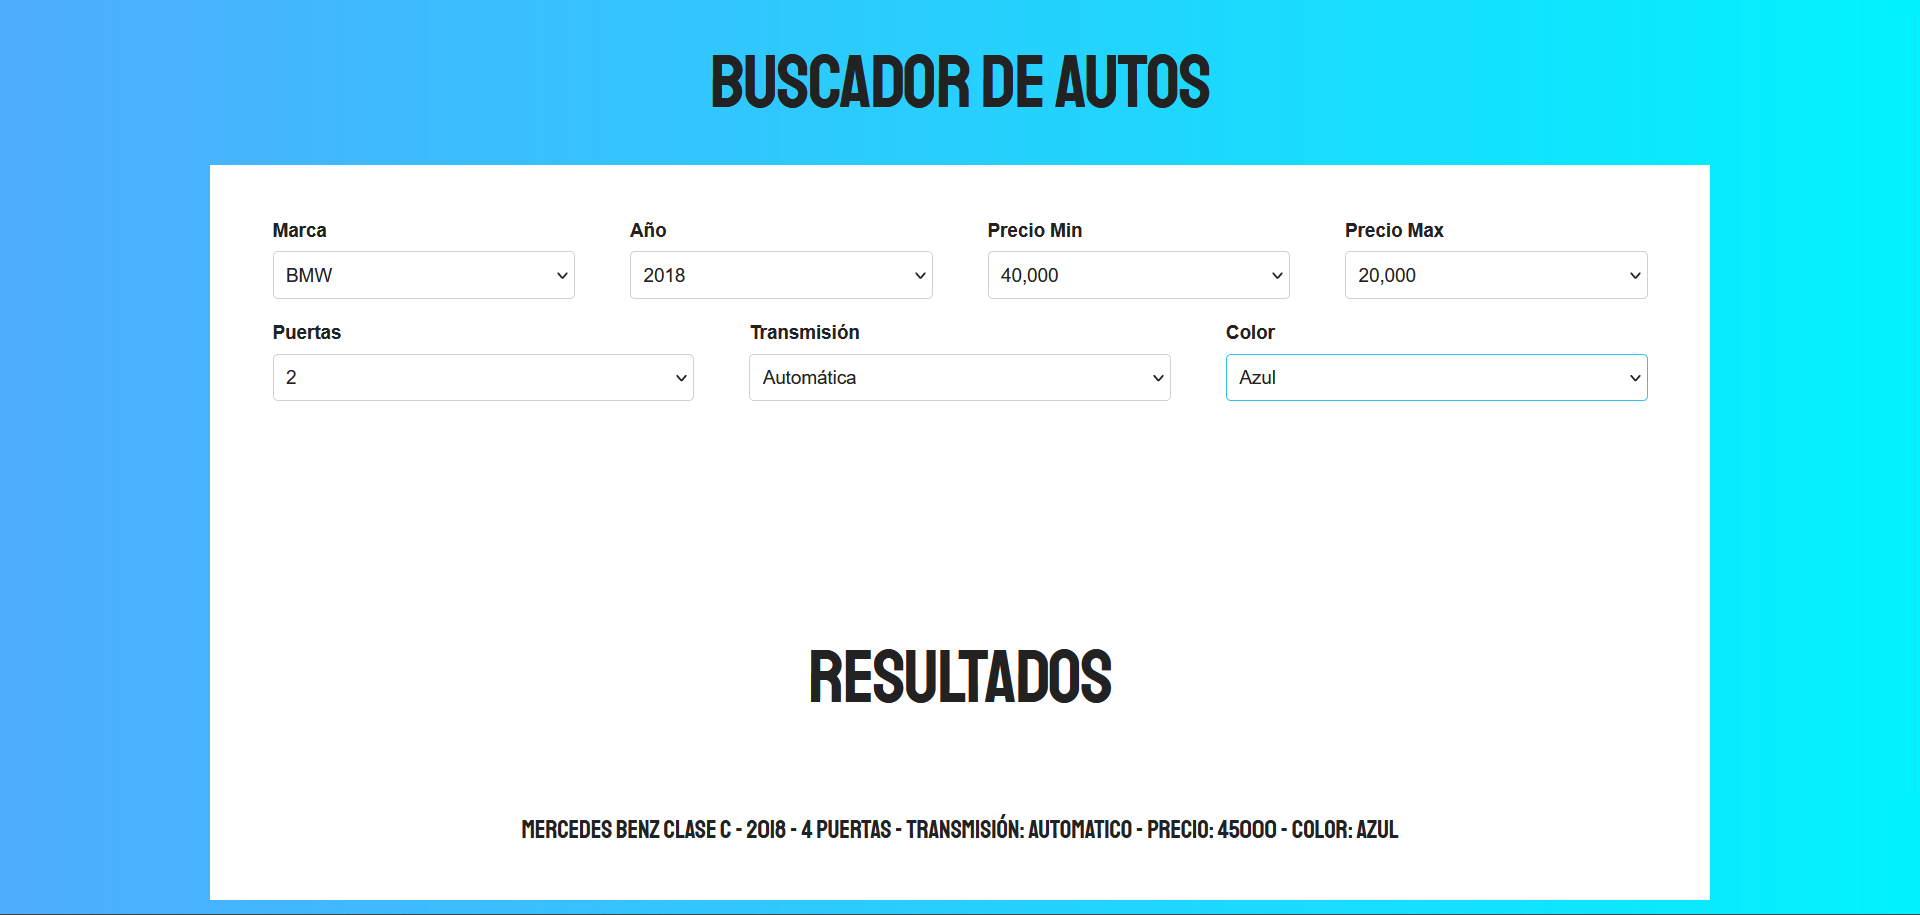 BUSCADOR DE AUTOS
Marca Año Precio Min Precio Max
BMW 2018 40,000 20,000
Puertas Transmisión Color
2 Automática Azul
RESULTADOS
MERCEDES BENZ CLASE C - 2018 - 4 PUERTAS - TRANSMISIÓN: AUTOMATICO - PRECIO: 45000 - COLOR: AZUL